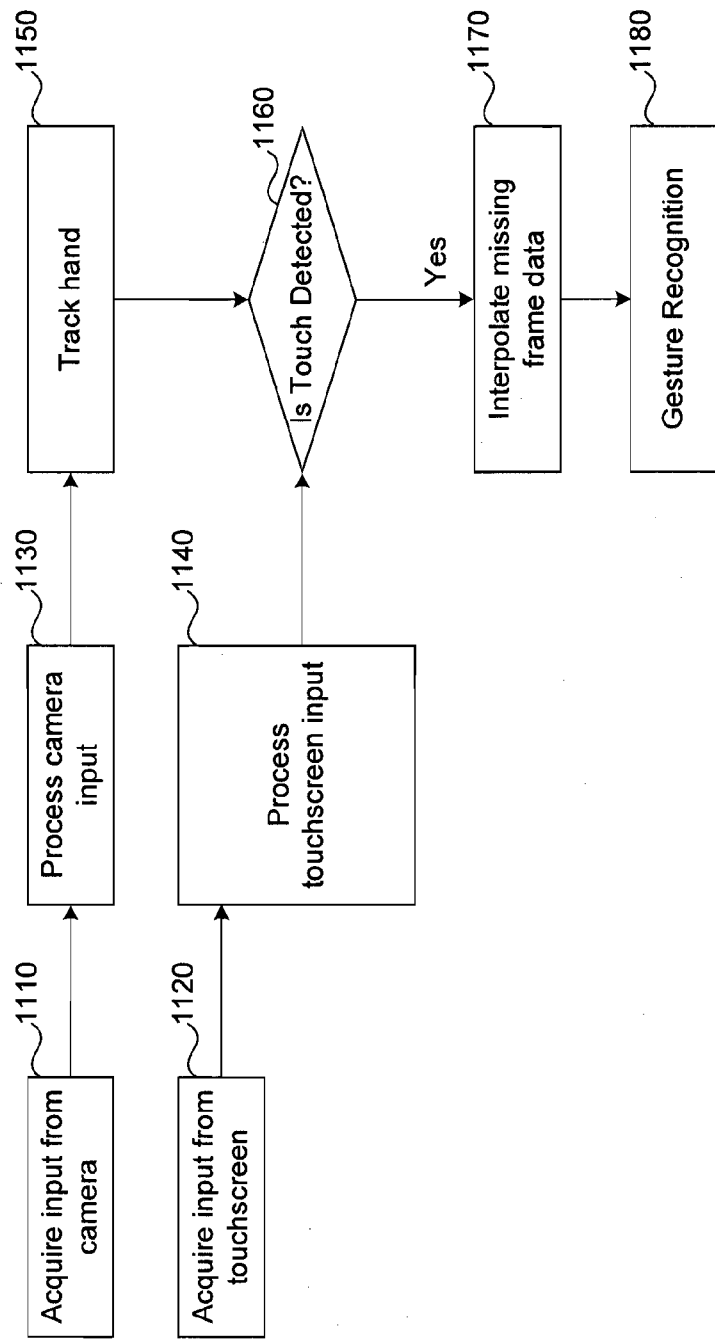 1110
Acquire input from
camera
1130
Process camera
input
1150
Track hand
1120
Acquire input from
touchscreen
1140
Process
touchscreen input
1160
Is Touch Detected?
Yes
1170
Interpolate missing
frame data
1180
Gesture Recognition